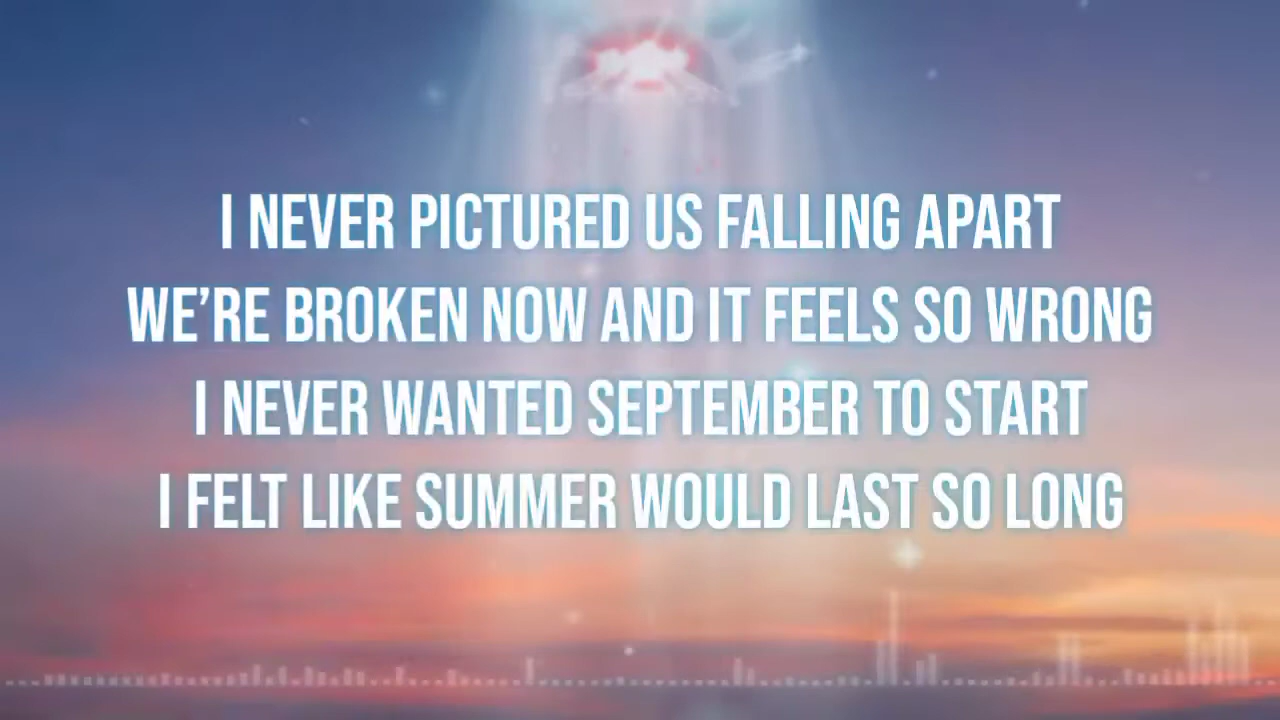 I NEVER PICTURED US FALLING APART
WE’RE BROKEN NOW AND IT FEELS SO WRONG
I NEVER WANTED SEPTEMBER TO START
I FELT LIKE SUMMER WOULD LAST SO LONG